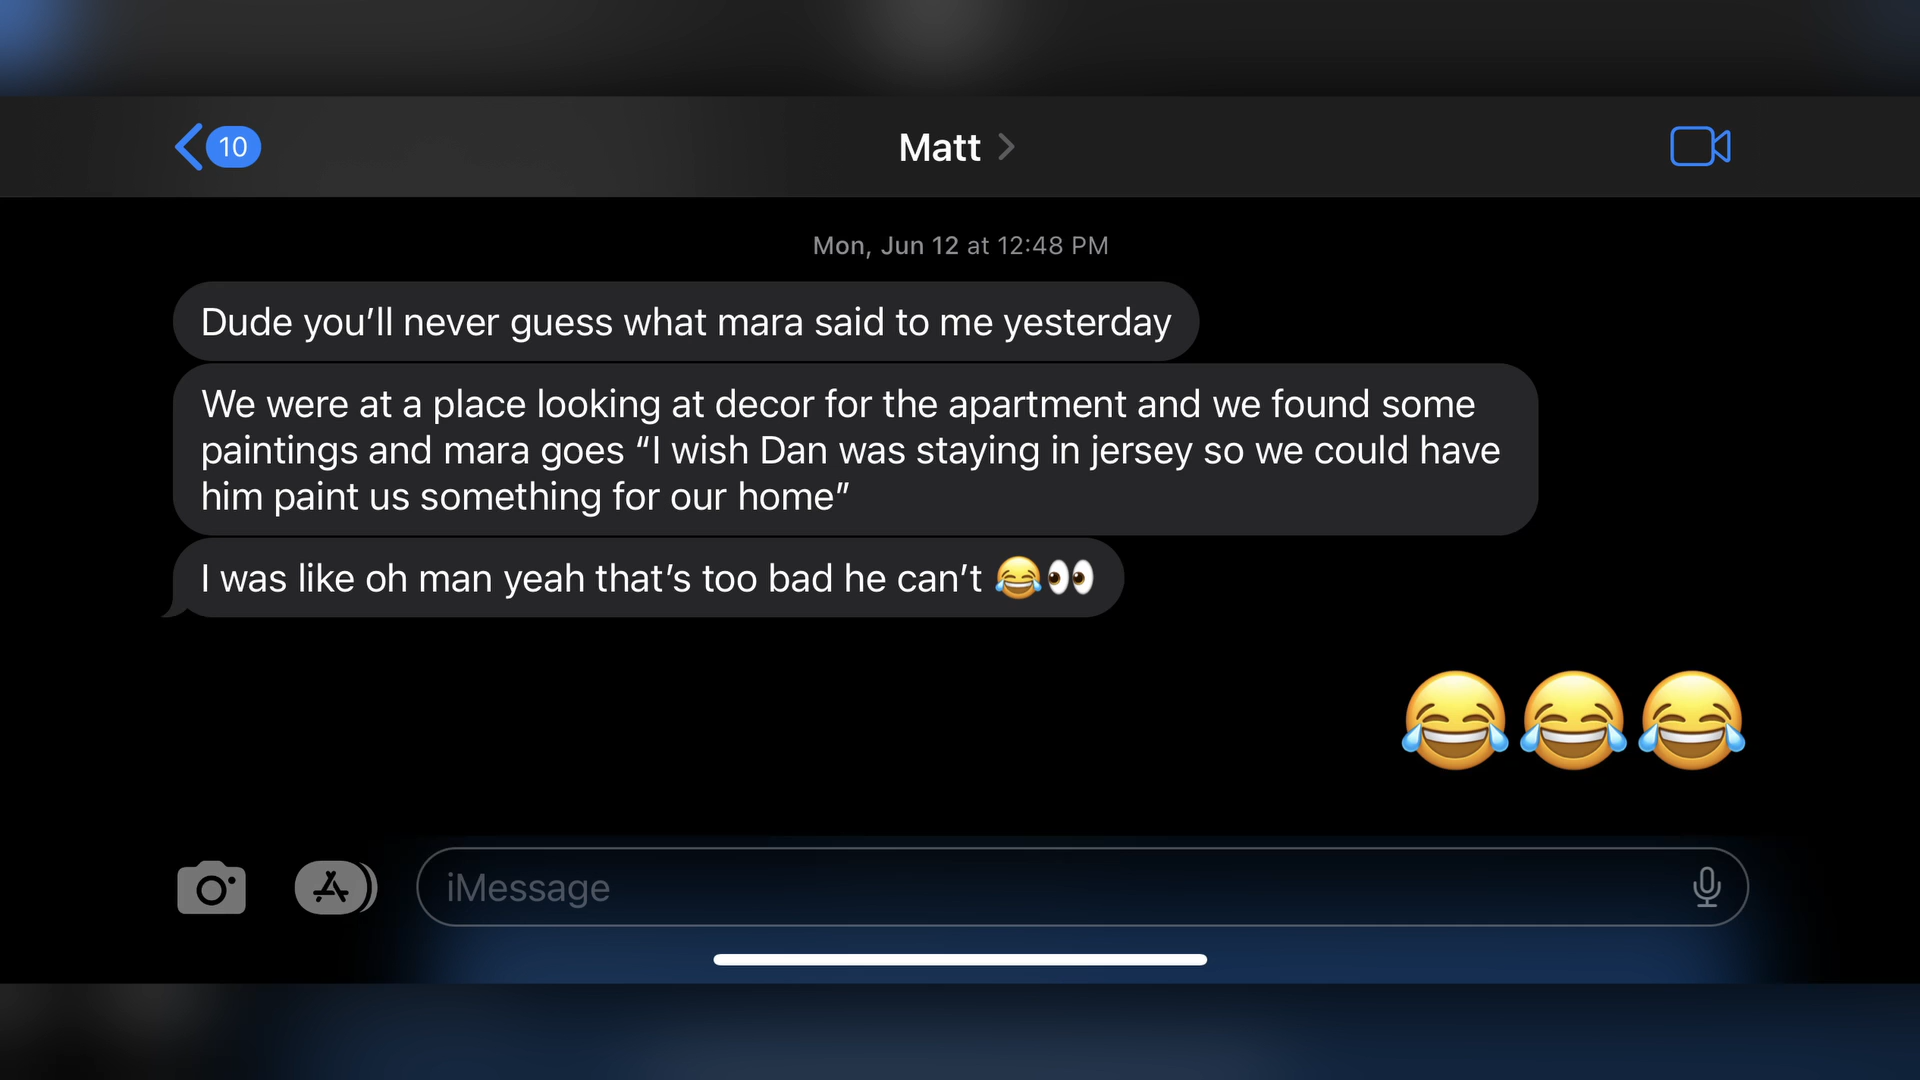 10
Matt
Mon, Jun 12 at 12:48 PM
Dude you’ll never guess what mara said to me yesterday
We were at a place looking at decor for the apartment and we found some
paintings and mara goes “I wish Dan was staying in jersey so we could have
him paint us something for our home”
I was like oh man yeah that’s too bad he can’t 😂👀
😂😂😂
iMessage